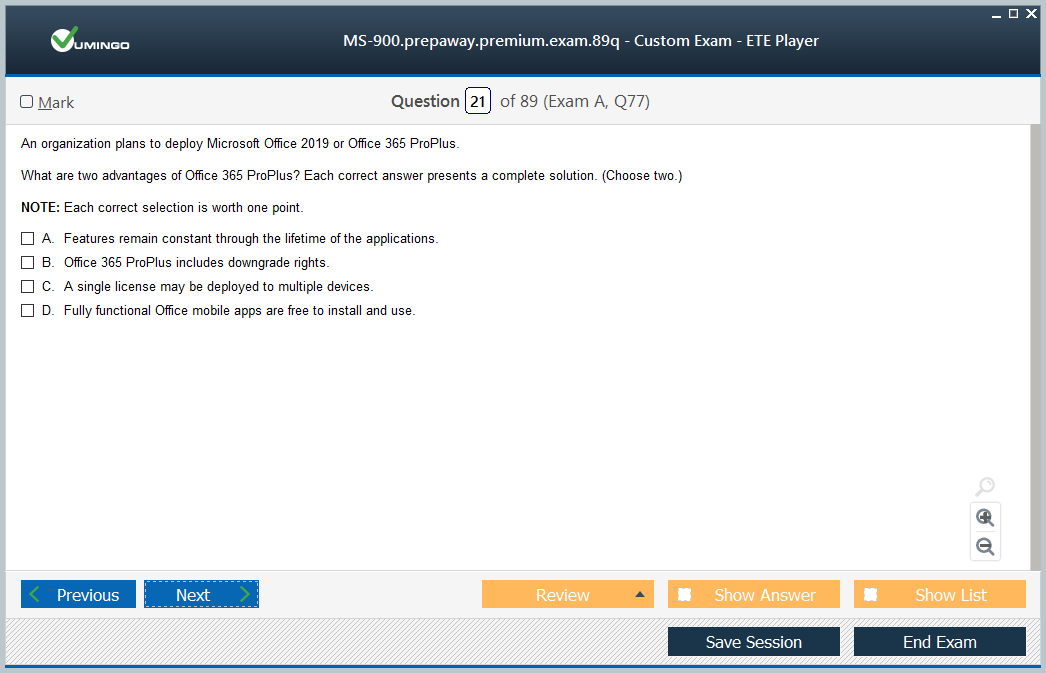 VUMINGO
MS-900.prepaway.premium.exam.89q - Custom Exam - ETE Player
Mark
Question 21 of 89 (Exam A, Q77)
An organization plans to deploy Microsoft Office 2019 or Office 365 ProPlus.
What are two advantages of Office 365 ProPlus? Each correct answer presents a complete solution. (Choose two.)
NOTE: Each correct selection is worth one point.
A. Features remain constant through the lifetime of the applications.
B. Office 365 ProPlus includes downgrade rights.
C. A single license may be deployed to multiple devices.
D. Fully functional Office mobile apps are free to install and use.
Previous Next Review Show Answer Show List
Save Session End Exam